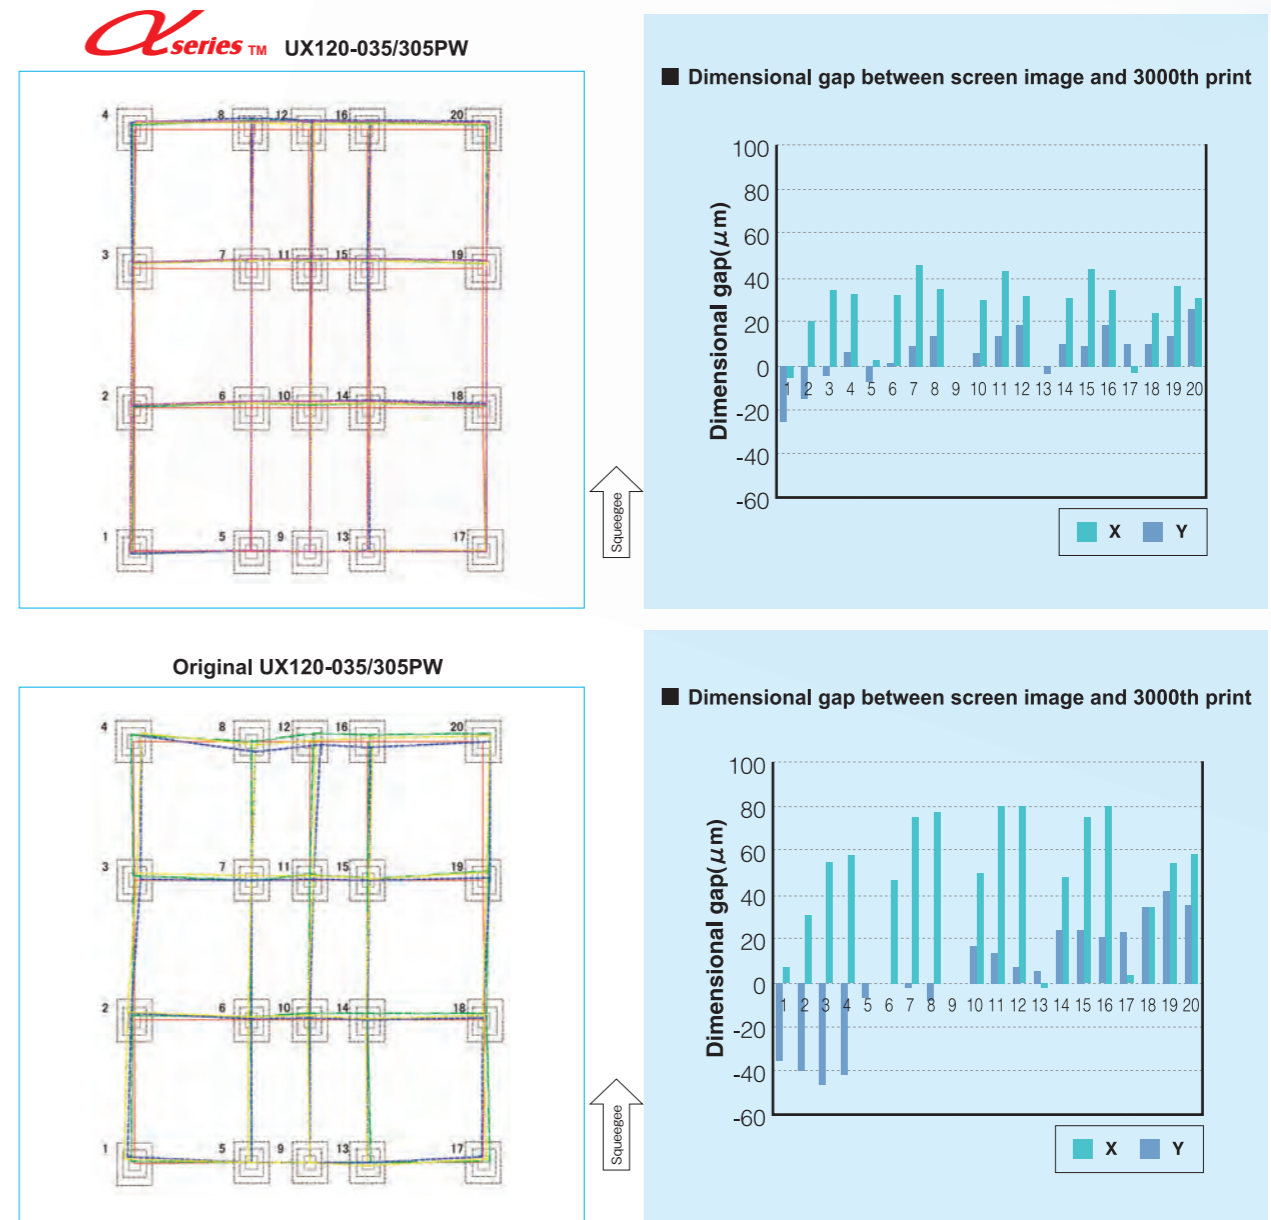 α series TM UX120-035/305PW
4 8 12 16 20
3 7 11 15 19
2 6 10 14 18
1 5 9 13 17
Squeegee
■ Dimensional gap between screen image and 3000th print
Dimensional gap(μm)
100
80
60
40
20
0
-20
-40
-60
1 2 3 4 5 6 7 8 9 10 11 12 13 14 15 16 17 18 19 20
X Y
Original UX120-035/305PW
4 8 12 16 20
3 7 11 15 19
2 6 10 14 18
1 5 9 13 17
Squeegee
■ Dimensional gap between screen image and 3000th print
Dimensional gap(μm)
100
80
60
40
20
0
-20
-40
-60
1 2 3 4 5 6 7 8 9 10 11 12 13 14 15 16 17 18 19 20
X Y